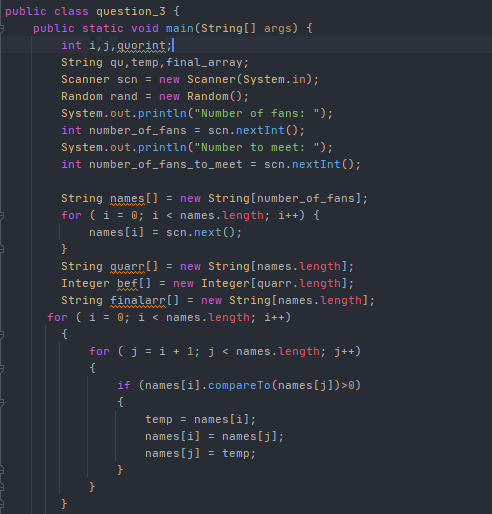 public class question_3 {
public static void main(String[] args) {
int i,j,quorint;
String qu,temp,final_array;
Scanner scn = new Scanner(System.in);
Random rand = new Random();
System.out.println("Number of fans: ");
int number_of_fans = scn.nextInt();
System.out.println("Number to meet: ");
int number_of_fans_to_meet = scn.nextInt();
String names[] = new String[number_of_fans];
for ( i = 0; i < names.length; i++) {
names[i] = scn.next();
}
String quarr[] = new String[names.length];
Integer bef[] = new Integer[quarr.length];
String finalarr[] = new String[names.length];
for ( i = 0; i < names.length; i++)
{
for ( j = i + 1; j < names.length; j++)
{
if (names[i].compareTo(names[j])>0)
{
temp = names[i];
names[i] = names[j];
names[j] = temp;
}
}
}